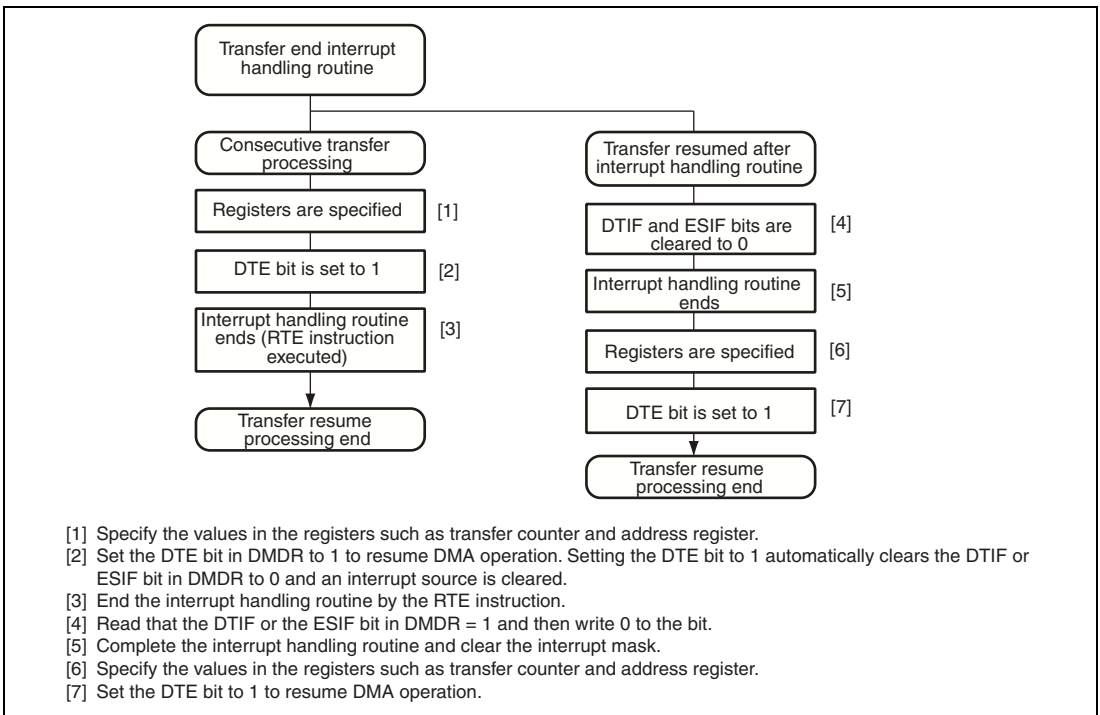 Transfer end interrupt
handling routine
Consecutive transfer
processing
Registers are specified
[1]
DTE bit is set to 1
[2]
Interrupt handling routine
ends (RTE instruction
executed)
[3]
Transfer resume
processing end
Transfer resumed after
interrupt handling routine
DTIF and ESIF bits are
cleared to 0
[4]
Interrupt handling routine
ends
[5]
Registers are specified
[6]
DTE bit is set to 1
[7]
Transfer resume
processing end
[1] Specify the values in the registers such as transfer counter and address register.
[2] Set the DTE bit in DMDR to 1 to resume DMA operation. Setting the DTE bit to 1 automatically clears the DTIF or
ESIF bit in DMDR to 0 and an interrupt source is cleared.
[3] End the interrupt handling routine by the RTE instruction.
[4] Read that the DTIF or the ESIF bit in DMDR = 1 and then write 0 to the bit.
[5] Complete the interrupt handling routine and clear the interrupt mask.
[6] Specify the values in the registers such as transfer counter and address register.
[7] Set the DTE bit to 1 to resume DMA operation.